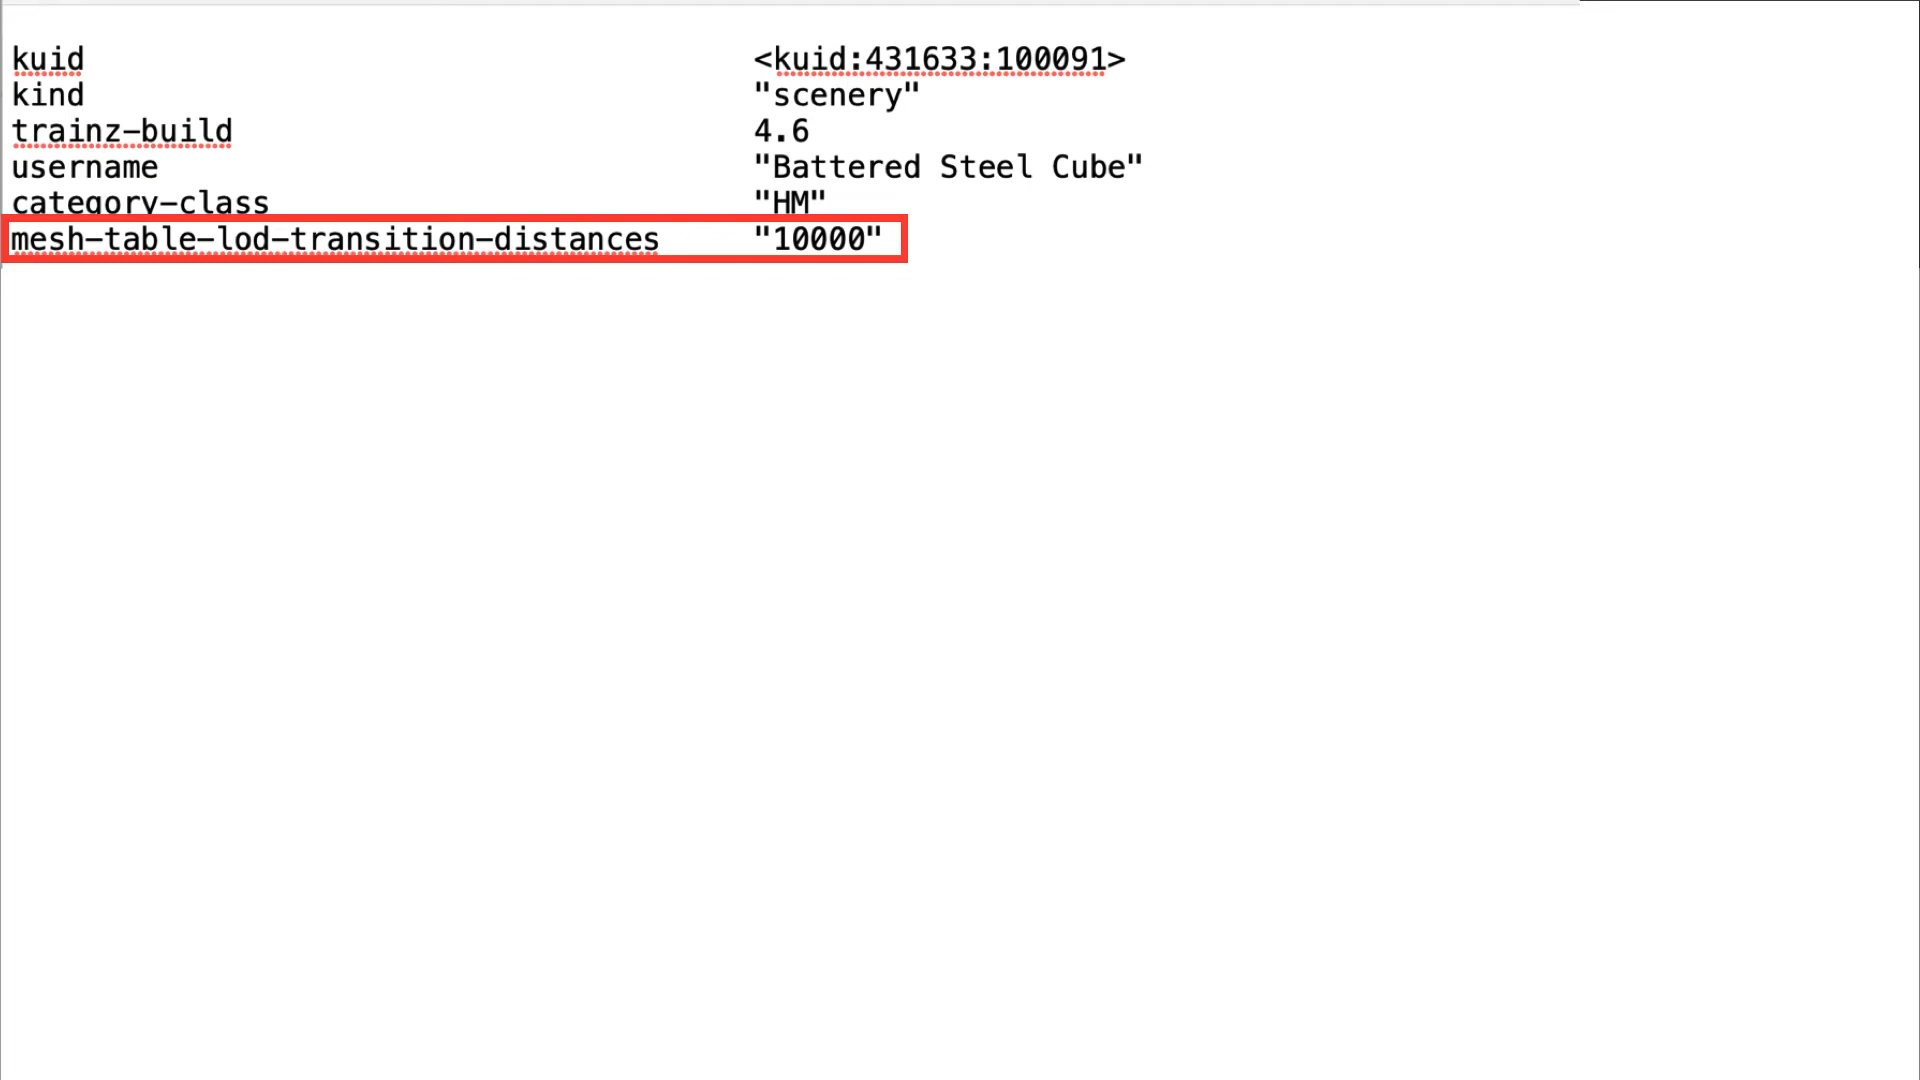 kuid <kuid:431633:100091>
kind "scenery"
trainz-build 4.6
username "Battered Steel Cube"
category-class "HM"
mesh-table-lod-transition-distances "10000"